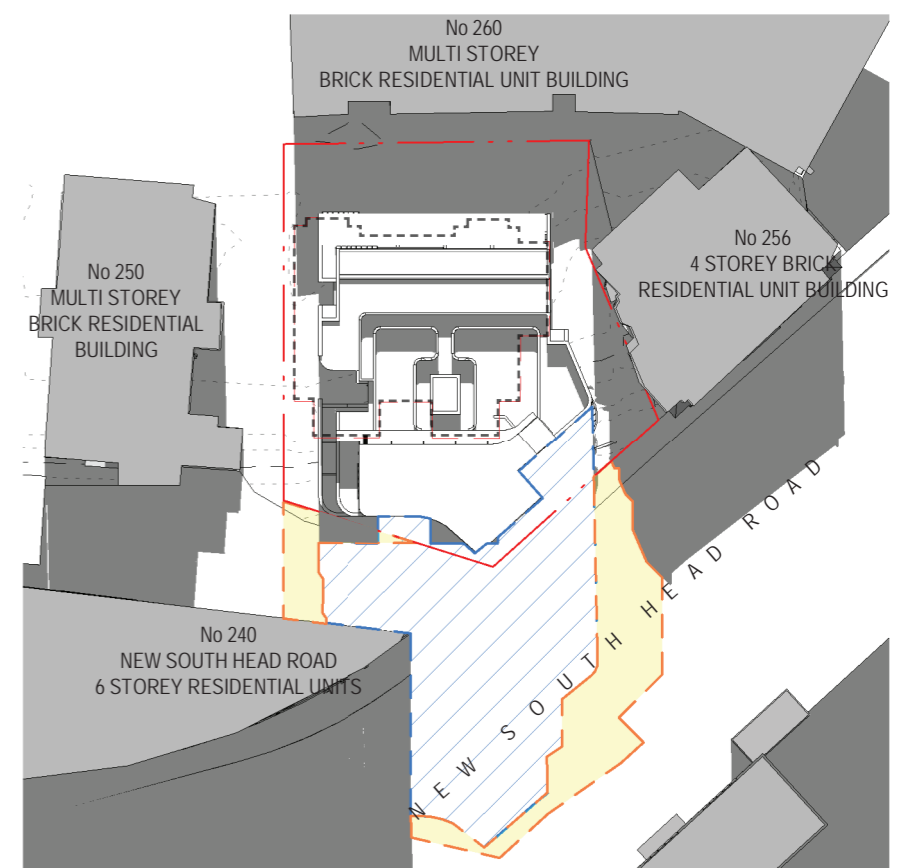 No 260
MULTI STOREY
BRICK RESIDENTIAL UNIT BUILDING
No 256
4 STOREY BRICK
RESIDENTIAL UNIT BUILDING
No 250
MULTI STOREY
BRICK RESIDENTIAL
BUILDING
No 240
NEW SOUTH HEAD ROAD
6 STOREY RESIDENTIAL UNITS
NEW SOUTH HEAD ROAD